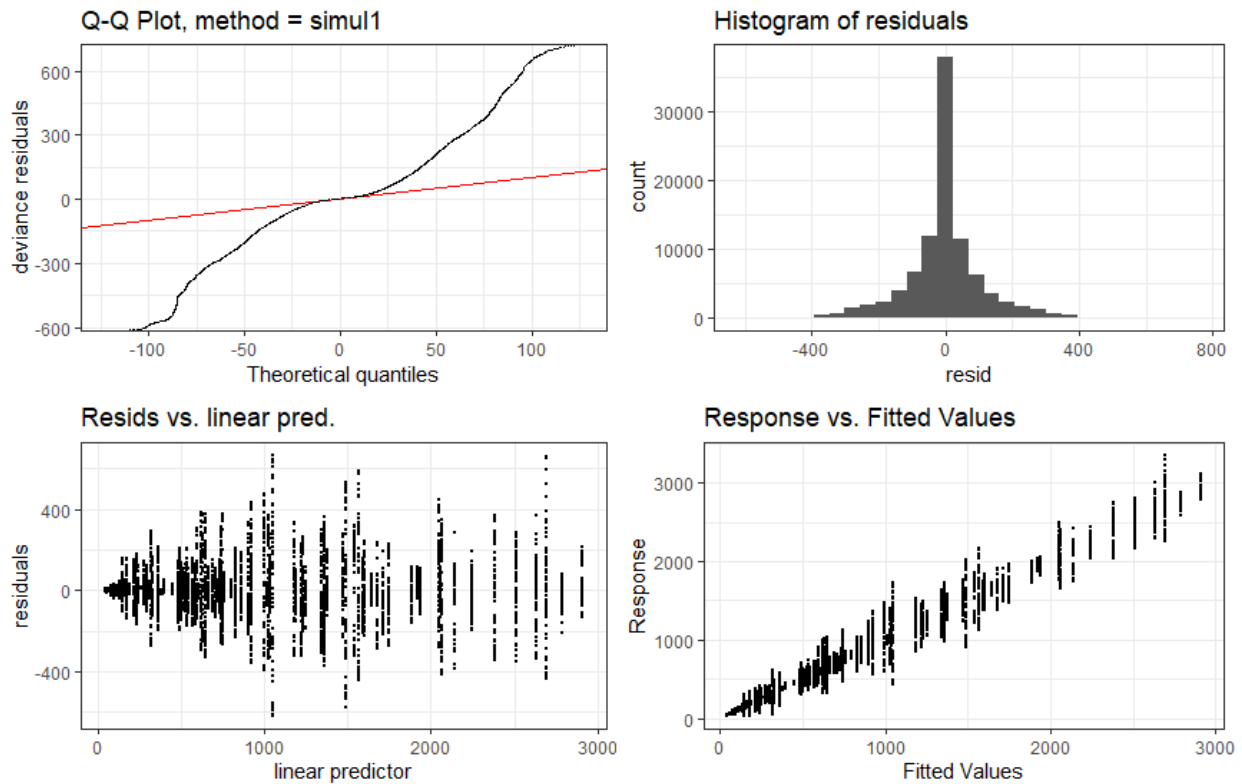 Q-Q Plot, method = simul1
deviance residuals
600
300
0
-300
-600
-100
-50
0
50
100
Theoretical quantiles
Histogram of residuals
count
30000
20000
10000
0
-400
0
400
800
resid
Resids vs. linear pred.
residuals
400
0
-400
0
1000
2000
3000
linear predictor
Response vs. Fitted Values
Response
3000
2000
1000
0
0
1000
2000
3000
Fitted Values